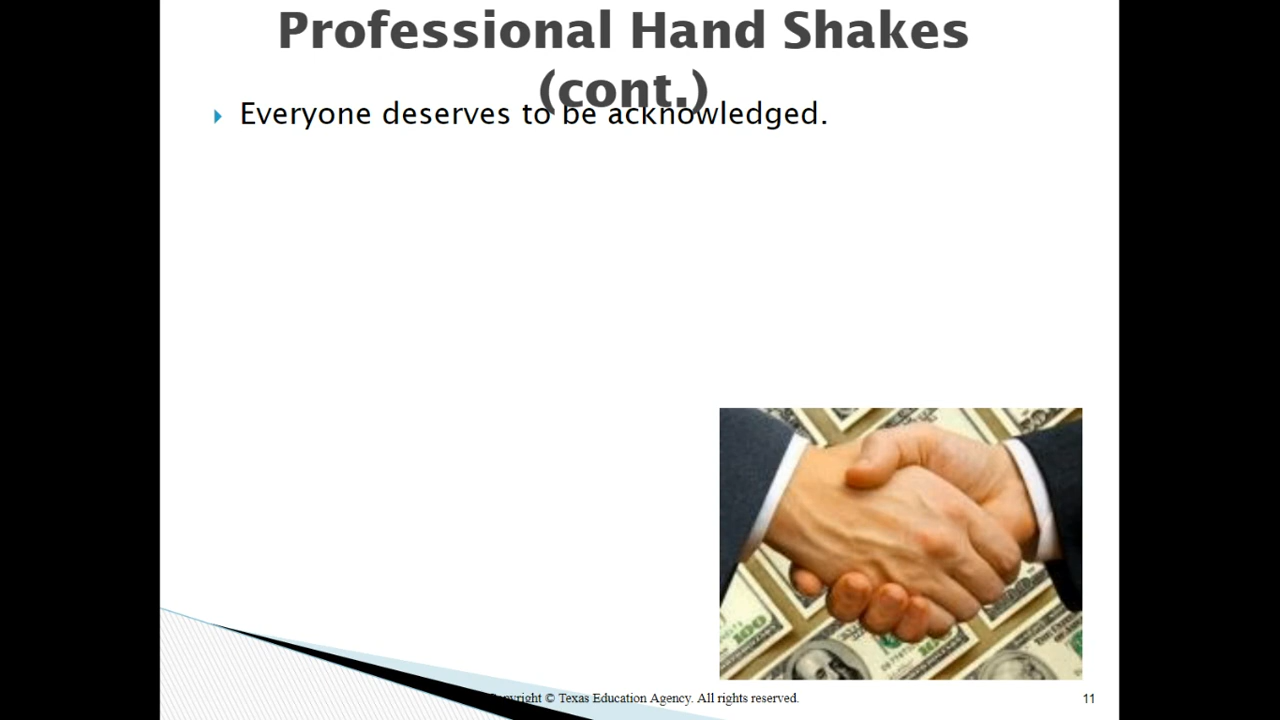 Professional Hand Shakes
(cont.)
Everyone deserves to be acknowledged.
Copyright © Texas Education Agency. All rights reserved.
11